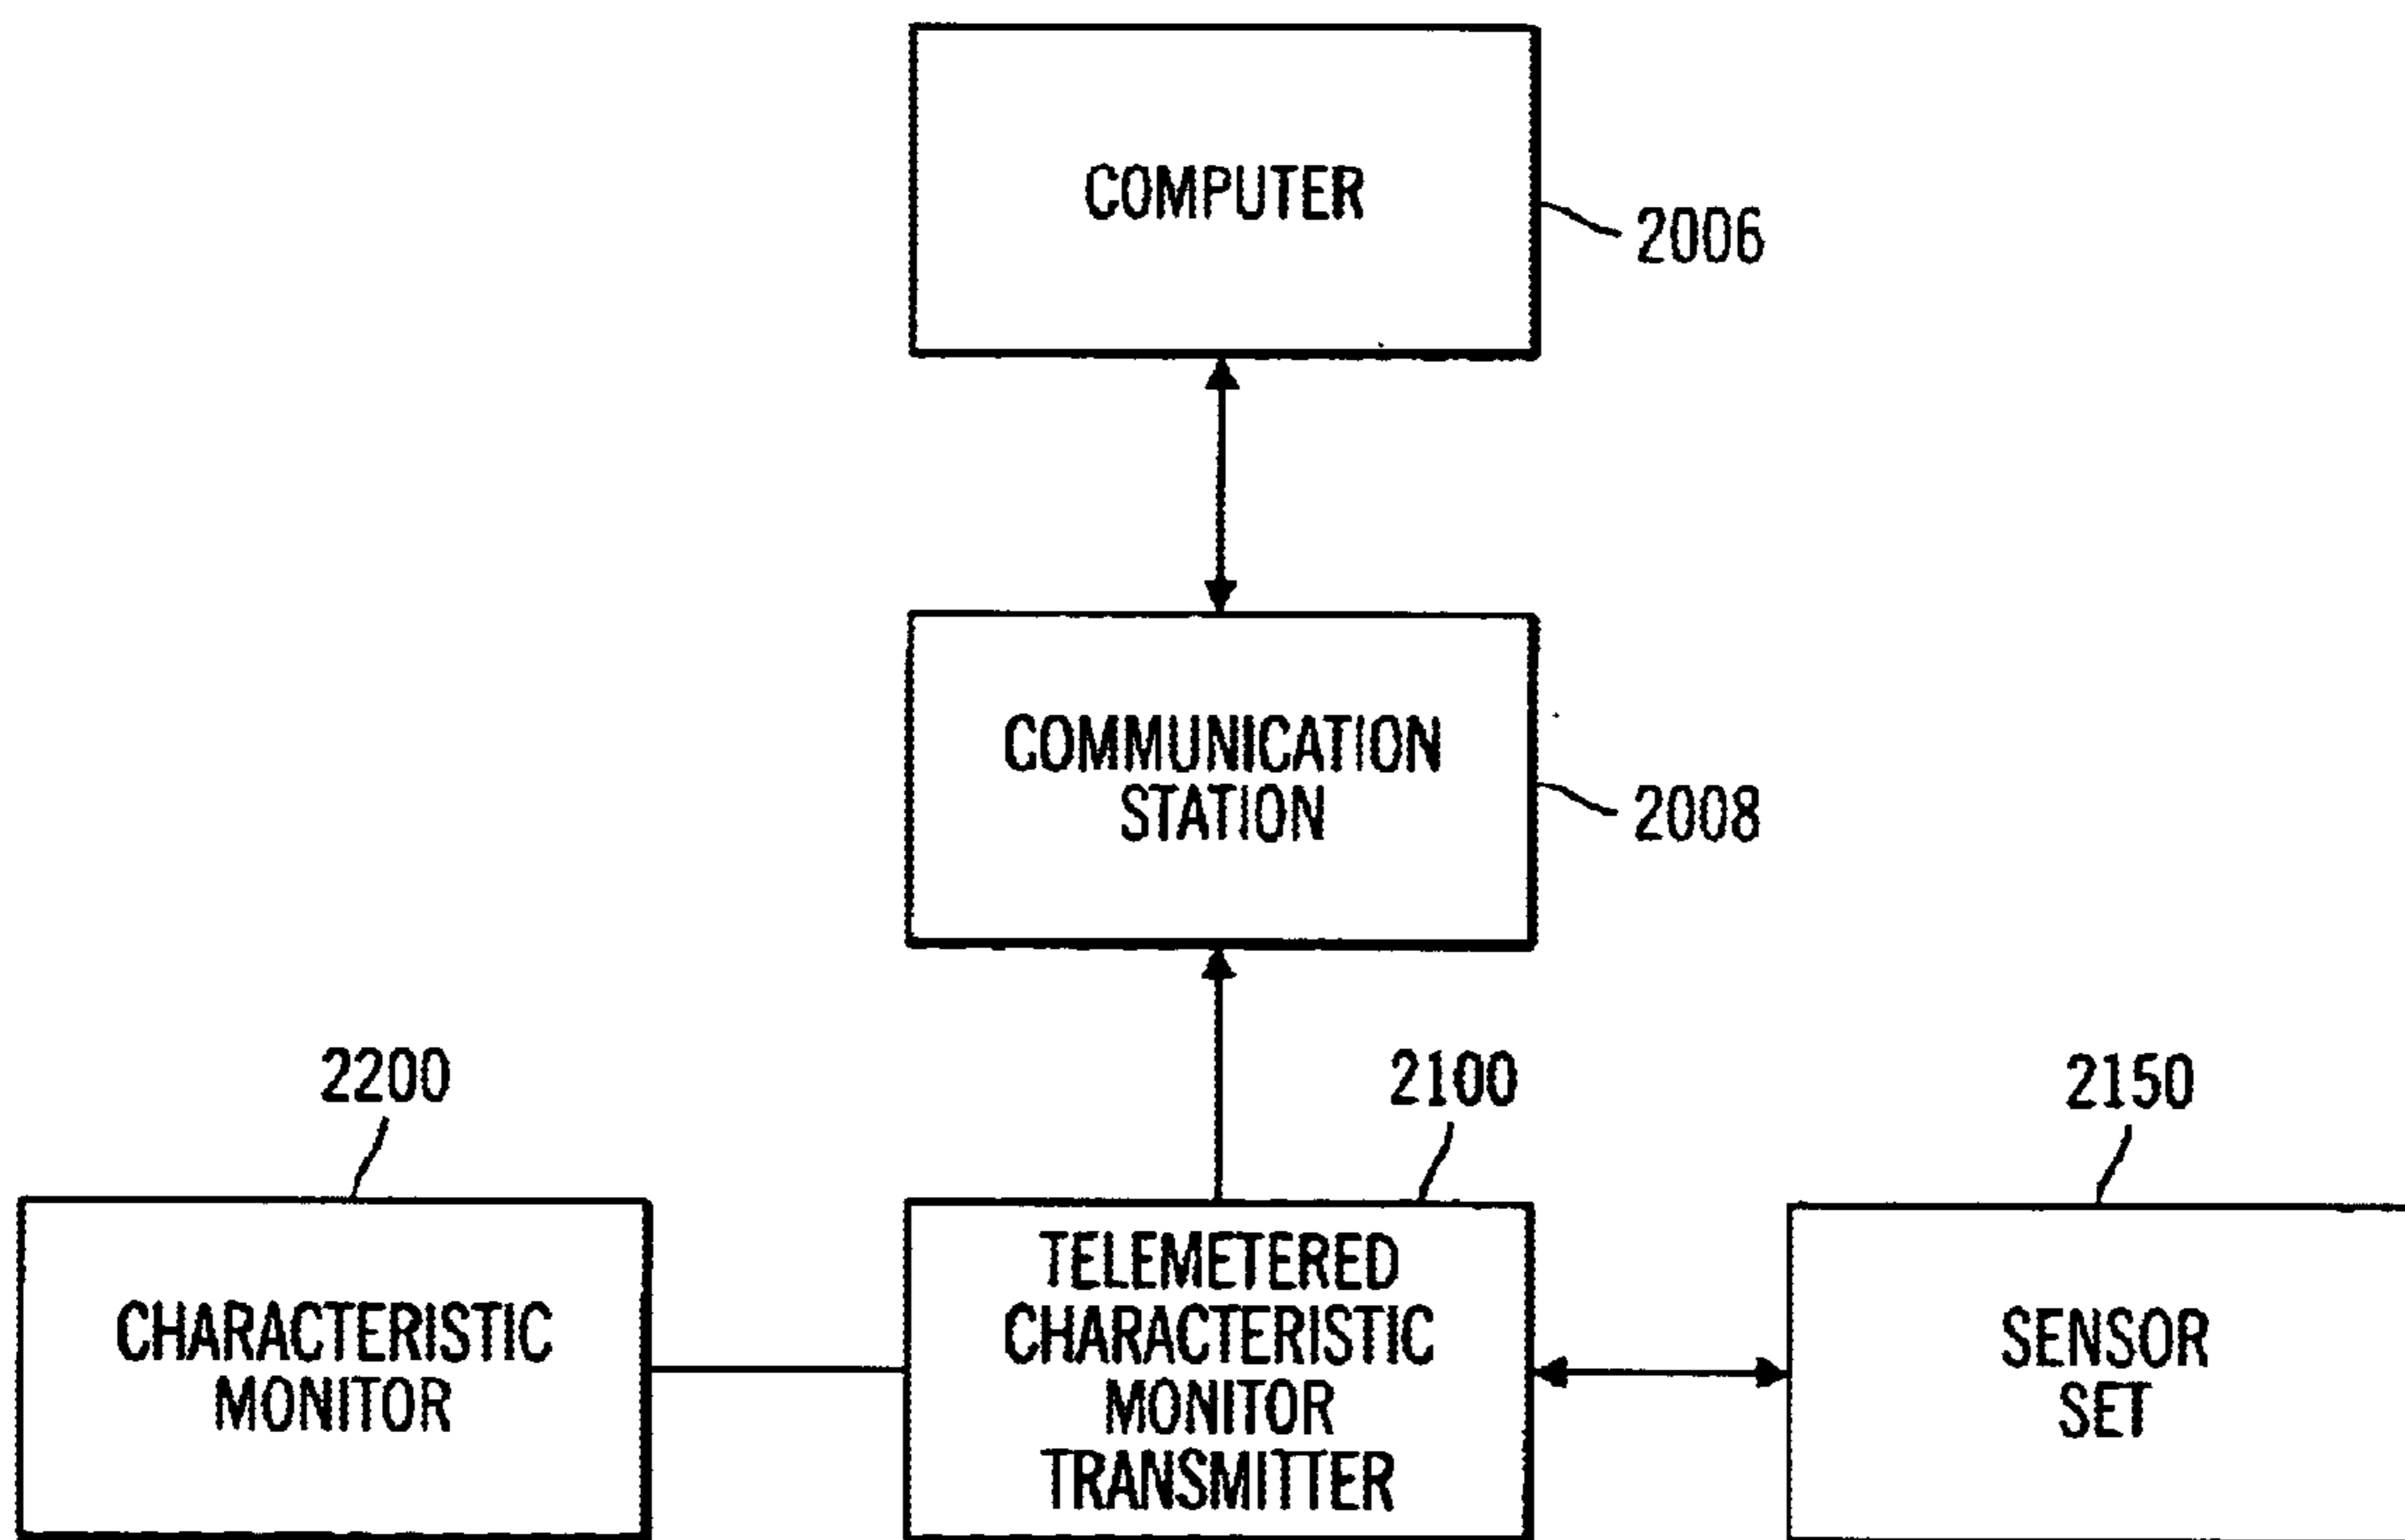 COMPUTER
2006
COMMUNICATION
STATION
2008
2200
2100
2150
CHARACTERISTIC
MONITOR
TELEMETERED
CHARACTERISTIC
MONITOR
TRANSMITTER
SENSOR
SET